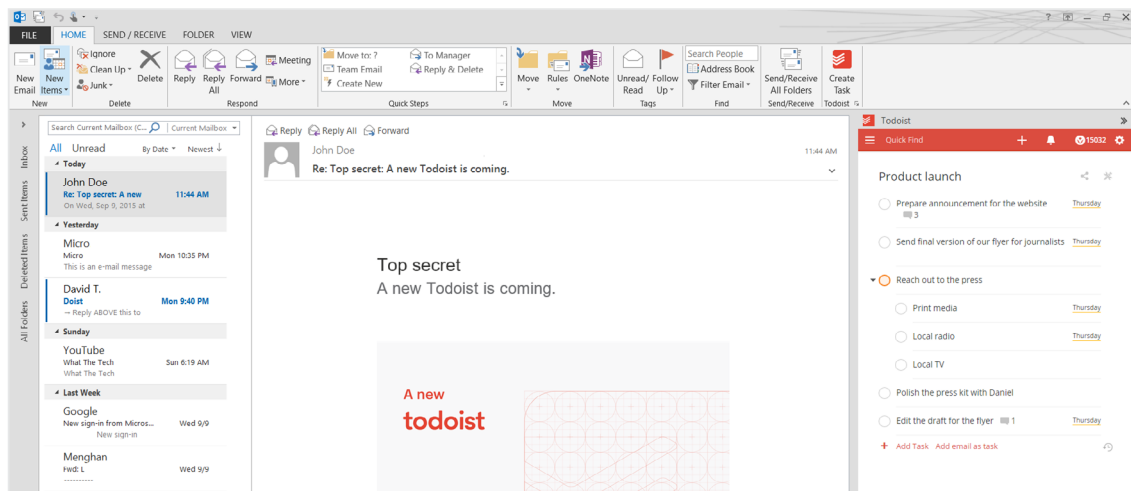 FILE HOME SEND / RECEIVE FOLDER VIEW
New Email
New Items
New
Ignore
Clean Up
Junk
Delete
Delete
Reply
Reply All
Forward
Meeting
More
Respond
Move to: ?
Team Email
Create New
To Manager
Reply & Delete
Quick Steps
Move
Rules
OneNote
Move
Unread/ Read
Follow Up
Tags
Search People
Address Book
Filter Email
Find
Send/Receive All Folders
Send/Receive
Create Task
Todoist
Inbox
Sent Items
Deleted Items
All Folders
Search Current Mailbox (C...
Current Mailbox
All Unread By Date Newest
Today
John Doe
Re: Top secret: A new 11:44 AM
On Wed, Sep 9, 2015 at
Yesterday
Micro
Micro Mon 10:35 PM
This is an e-mail message
David T.
Doist Mon 9:40 PM
→ Reply ABOVE this to
Sunday
YouTube
What The Tech Sun 6:19 AM
What The Tech
Last Week
Google
New sign-in from Micros... Wed 9/9
New sign-in
Menghan
Fwd: L Wed 9/9
----------
Reply Reply All Forward
John Doe 11:44 AM
Re: Top secret: A new Todoist is coming.
Top secret
A new Todoist is coming.
A new
todoist
Todoist
Quick Find 15032
Product launch
Prepare announcement for the website Thursday
3
Send final version of our flyer for journalists Thursday
Reach out to the press
Print media Thursday
Local radio Thursday
Local TV
Polish the press kit with Daniel
Edit the draft for the flyer 1 Thursday
+ Add Task Add email as task